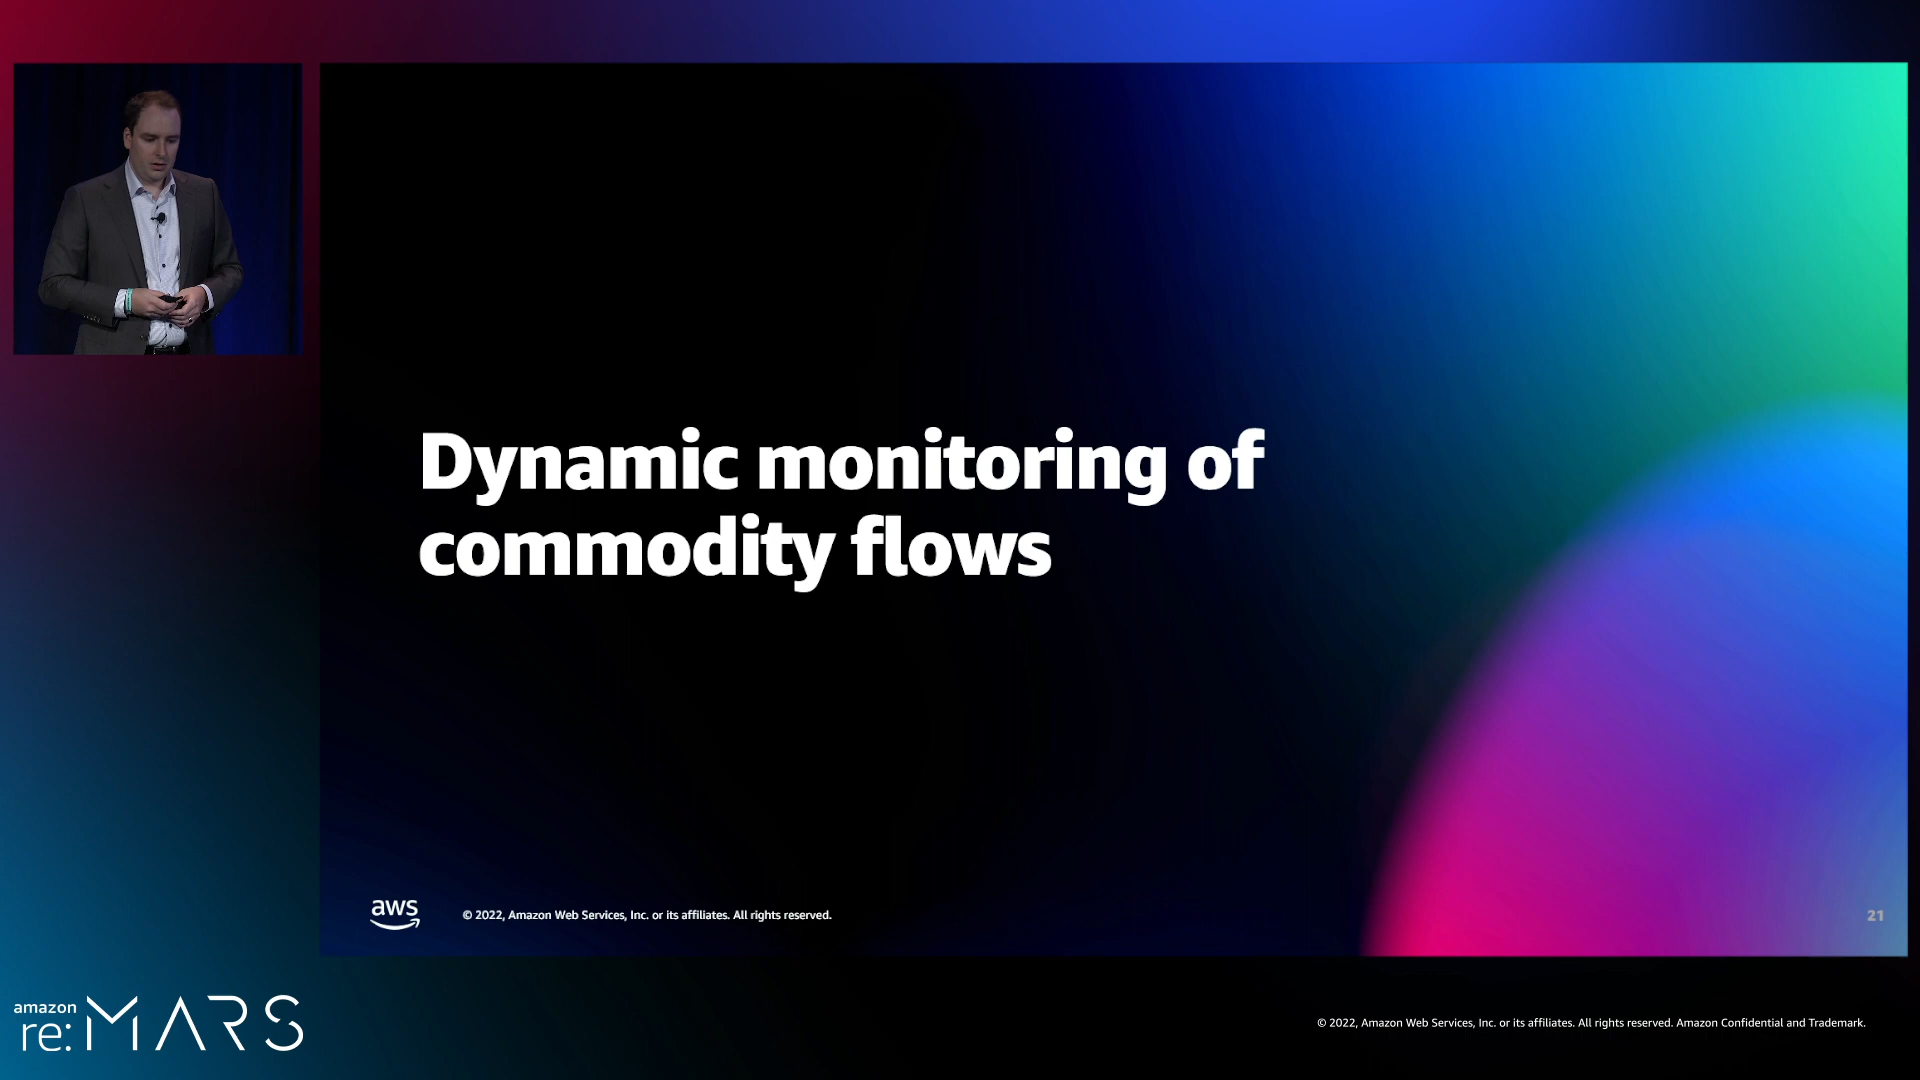 Dynamic monitoring of
commodity flows
aws
© 2022, Amazon Web Services, Inc. or its affiliates. All rights reserved.
21
amazon
re:MARS
© 2022, Amazon Web Services, Inc. or its affiliates. All rights reserved. Amazon Confidential and Trademark.